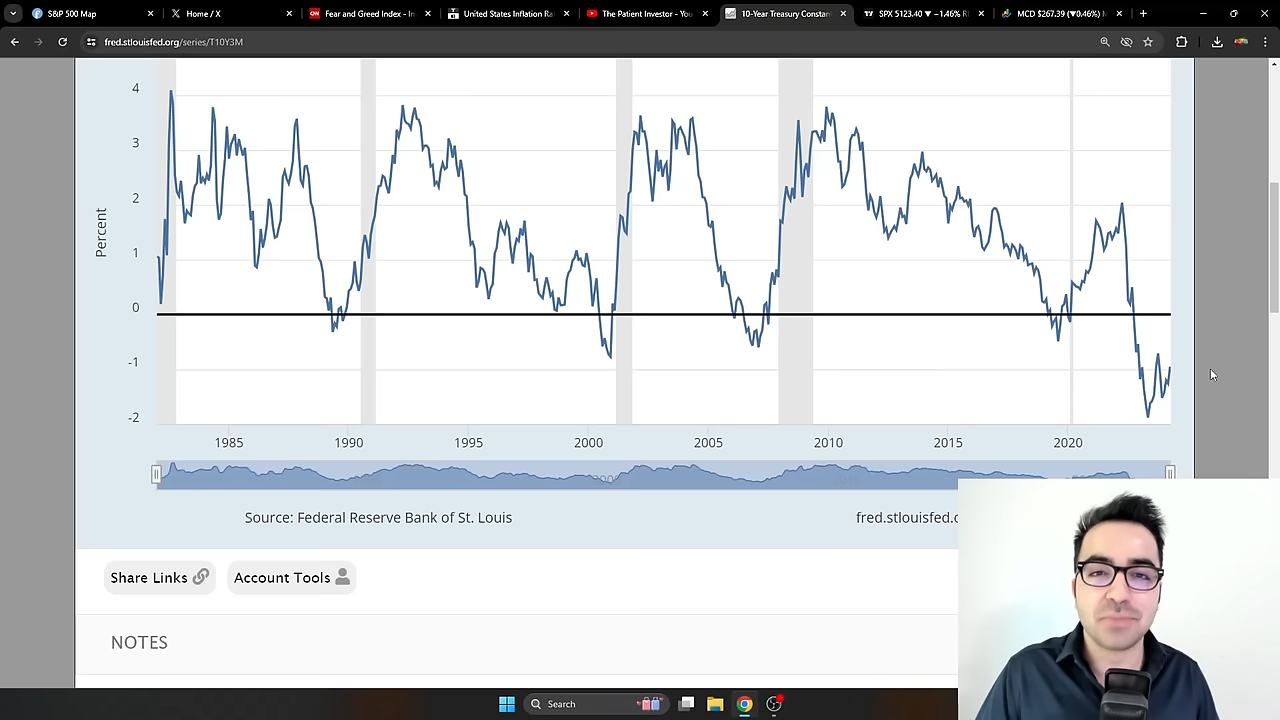 S&P 500 Map
Home / X
Fear and Greed Index - In
United States Inflation Ra
The Patient Investor - You
10-Year Treasury Constan
SPX 5123.40 ▼ −1.46% R
MCD $267.39 (▼0.46%)
fred.stlouisfed.org/series/T10Y3M
4
3
2
1
0
-1
-2
Percent
1985
1990
1995
2000
2005
2010
2015
2020
Source: Federal Reserve Bank of St. Louis
fred.stlouisfed.o
Share Links
Account Tools
NOTES
Search